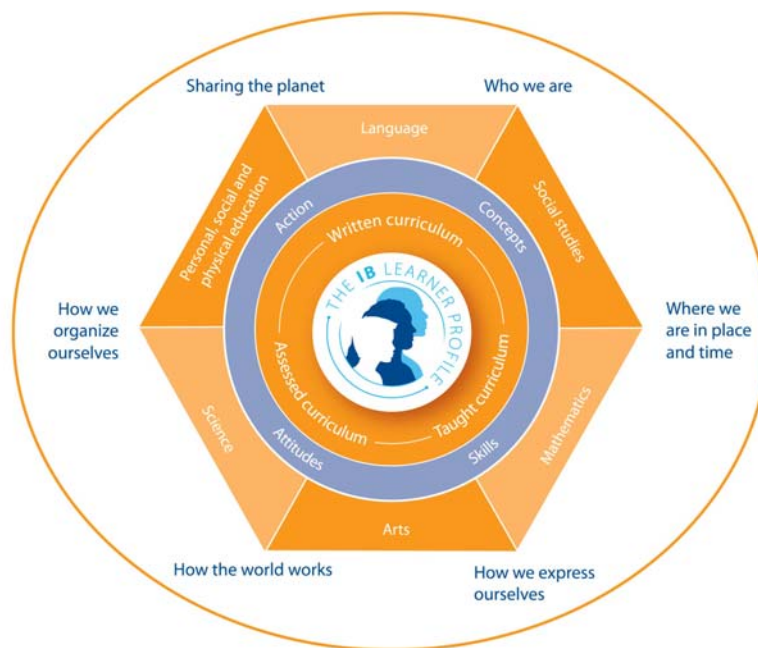 Sharing the planet
Who we are
Language
Personal, social and
physical education
Social studies
Action
Concepts
Written curriculum
THE IB LEARNER PROFILE
How we
organize
ourselves
Where we
are in place
and time
Assessed curriculum
Taught curriculum
Science
Mathematics
Attitudes
Skills
Arts
How the world works
How we express
ourselves